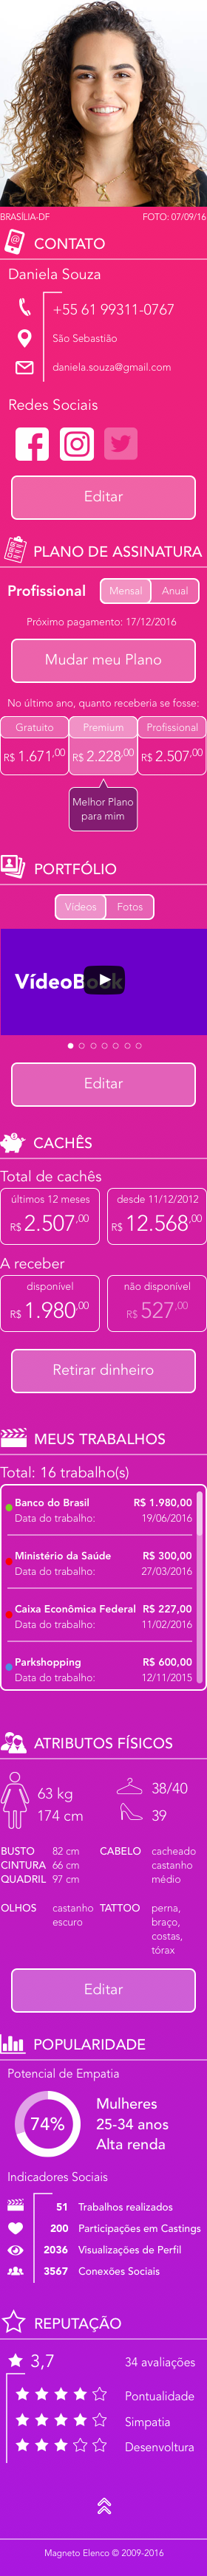 BRASÍLIA-DF FOTO: 07/09/16
CONTATO
Daniela Souza
+55 61 99311-0767
São Sebastião
daniela.souza@gmail.com
Redes Sociais
Editar
PLANO DE ASSINATURA
Profissional Mensal Anual
Próximo pagamento: 17/12/2016
Mudar meu Plano
No último ano, quanto receberia se fosse:
Gratuito Premium Profissional
R$ 1.671,00 R$ 2.228,00 R$ 2.507,00
Melhor Plano
para mim
PORTFÓLIO
Vídeos Fotos
VídeoBook
Editar
CACHÊS
Total de cachês
últimos 12 meses desde 11/12/2012
R$ 2.507,00 R$ 12.568,00
A receber
disponível não disponível
R$ 1.980,00 R$ 527,00
Retirar dinheiro
MEUS TRABALHOS
Total: 16 trabalho(s)
Banco do Brasil R$ 1.980,00
Data do trabalho: 19/06/2016
Ministério da Saúde R$ 300,00
Data do trabalho: 27/03/2016
Caixa Econômica Federal R$ 227,00
Data do trabalho: 11/02/2016
Parkshopping R$ 600,00
Data do trabalho: 12/11/2015
ATRIBUTOS FÍSICOS
63 kg 38/40
174 cm 39
BUSTO 82 cm CABELO cacheado
CINTURA 66 cm castanho
QUADRIL 97 cm médio
OLHOS castanho TATTOO perna,
escuro braço,
costas,
tórax
Editar
POPULARIDADE
Potencial de Empatia
74%
Mulheres
25-34 anos
Alta renda
Indicadores Sociais
51 Trabalhos realizados
200 Participações em Castings
2036 Visualizações de Perfil
3567 Conexões Sociais
REPUTAÇÃO
3,7 34 avaliações
Pontualidade
Simpatia
Desenvoltura
Magneto Elenco © 2009-2016